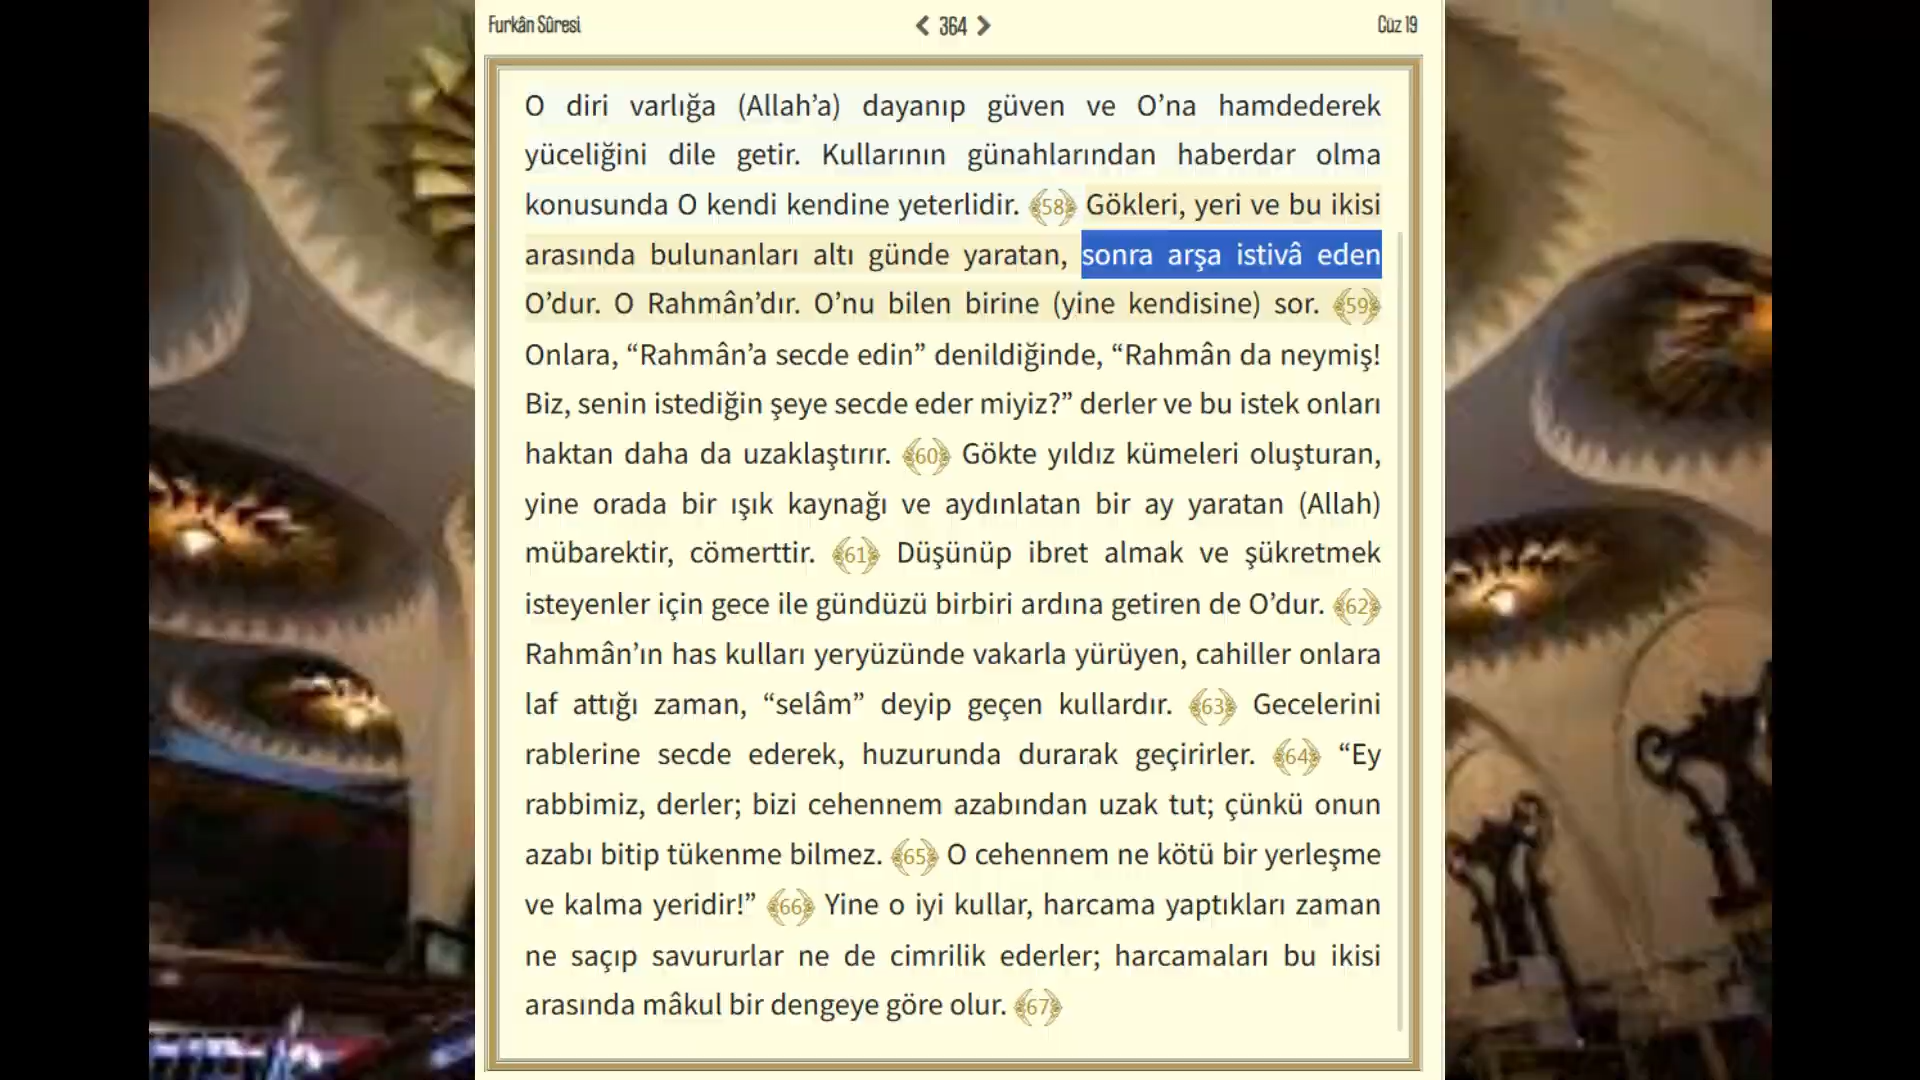 Furkân Sûresi
364
Cüz 19
O diri varlığa (Allah’a) dayanıp güven ve O’na hamdederek
yüceliğini dile getir. Kullarının günahlarından haberdar olma
konusunda O kendi kendine yeterlidir. 58 Gökleri, yeri ve bu ikisi
arasında bulunanları altı günde yaratan, sonra arşa istivâ eden
O’dur. O Rahmân’dır. O’nu bilen birine (yine kendisine) sor. 59
Onlara, “Rahmân’a secde edin” denildiğinde, “Rahmân da neymiş!
Biz, senin istediğin şeye secde eder miyiz?” derler ve bu istek onları
haktan daha da uzaklaştırır. 60 Gökte yıldız kümeleri oluşturan,
yine orada bir ışık kaynağı ve aydınlatan bir ay yaratan (Allah)
mübarektir, cömerttir. 61 Düşünüp ibret almak ve şükretmek
isteyenler için gece ile gündüzü birbiri ardına getiren de O’dur. 62
Rahmân’ın has kulları yeryüzünde vakarla yürüyen, cahiller onlara
laf attığı zaman, “selâm” deyip geçen kullardır. 63 Gecelerini
rablerine secde ederek, huzurunda durarak geçirirler. 64 “Ey
rabbimiz, derler; bizi cehennem azabından uzak tut; çünkü onun
azabı bitip tükenme bilmez. 65 O cehennem ne kötü bir yerleşme
ve kalma yeridir!” 66 Yine o iyi kullar, harcama yaptıkları zaman
ne saçıp savururlar ne de cimrilik ederler; harcamaları bu ikisi
arasında mâkul bir dengeye göre olur. 67